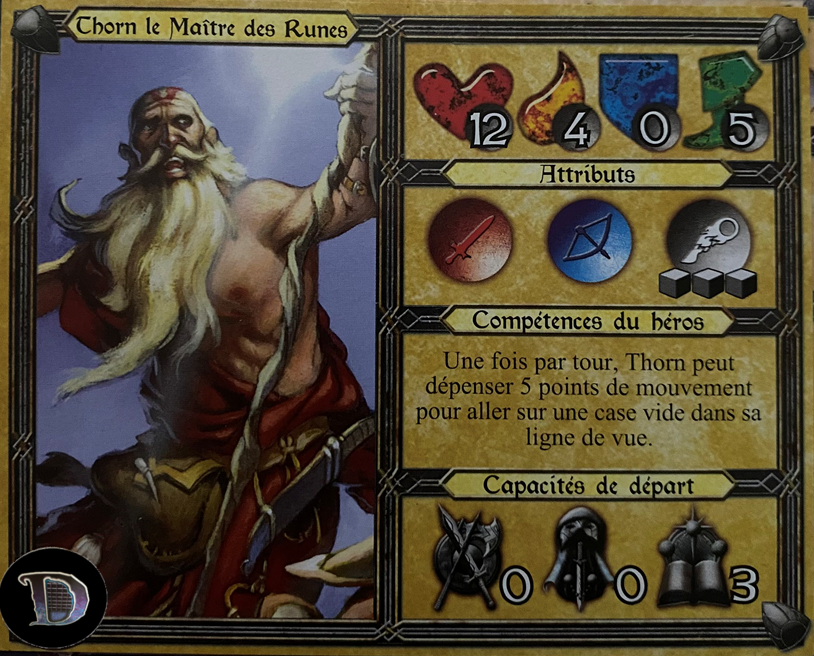 Thorn le Maître des Runes
12 4 0 5
Attributs
Compétences du héros
Une fois par tour, Thorn peut
dépenser 5 points de mouvement
pour aller sur une case vide dans sa
ligne de vue.
Capacités de départ
0 0 3
D